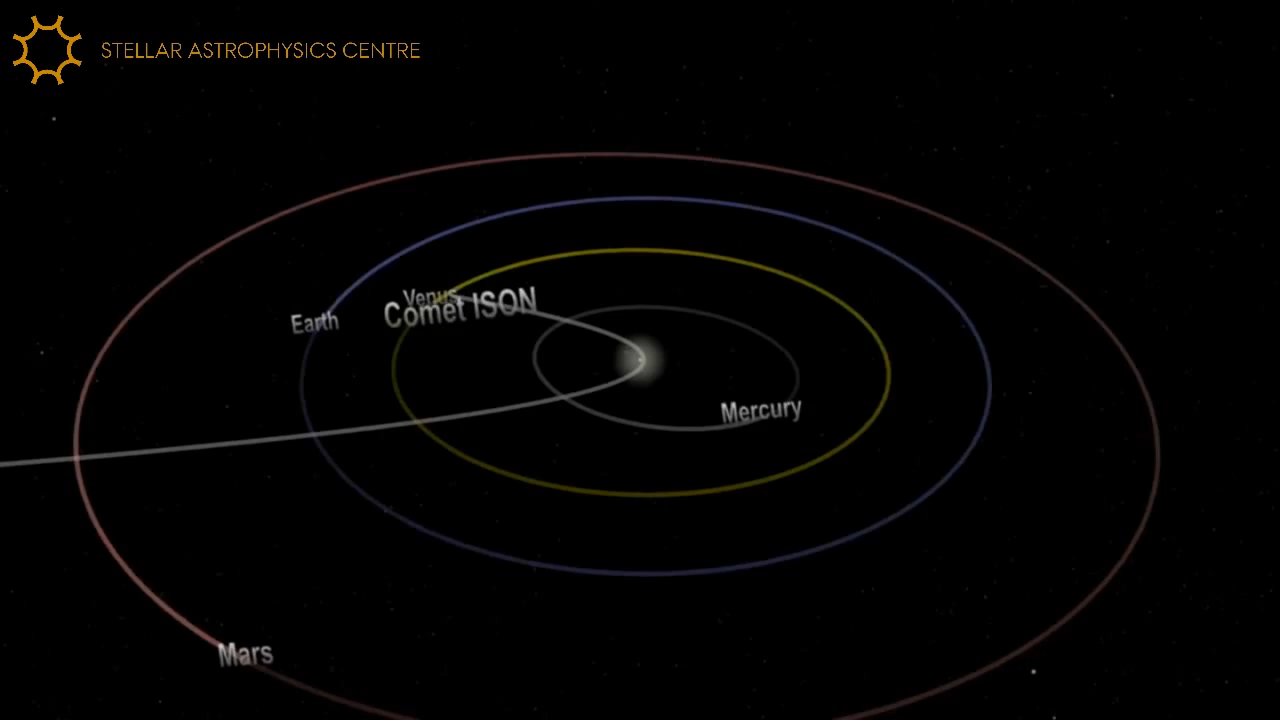 STELLAR ASTROPHYSICS CENTRE
Venus
Comet ISON
Earth
Mercury
Mars